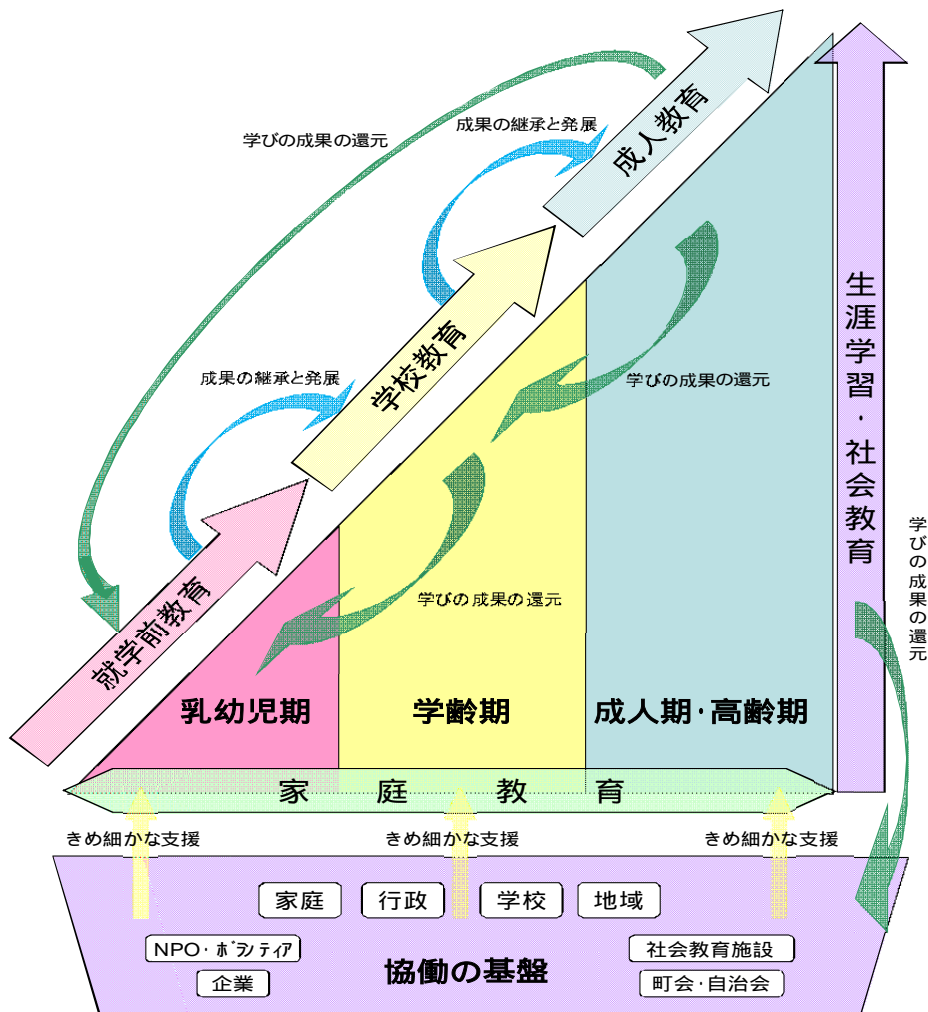 学びの成果の還元
成果の継承と発展
成人教育
生涯学習・社会教育
成果の継承と発展
学校教育
学びの成果の還元
学びの成果の還元
就学前教育
学びの成果の還元
乳幼児期
学齢期
成人期・高齢期
家庭教育
きめ細かな支援
きめ細かな支援
きめ細かな支援
家庭
行政
学校
地域
NPO・ボランティア
社会教育施設
企業
協働の基盤
町会・自治会